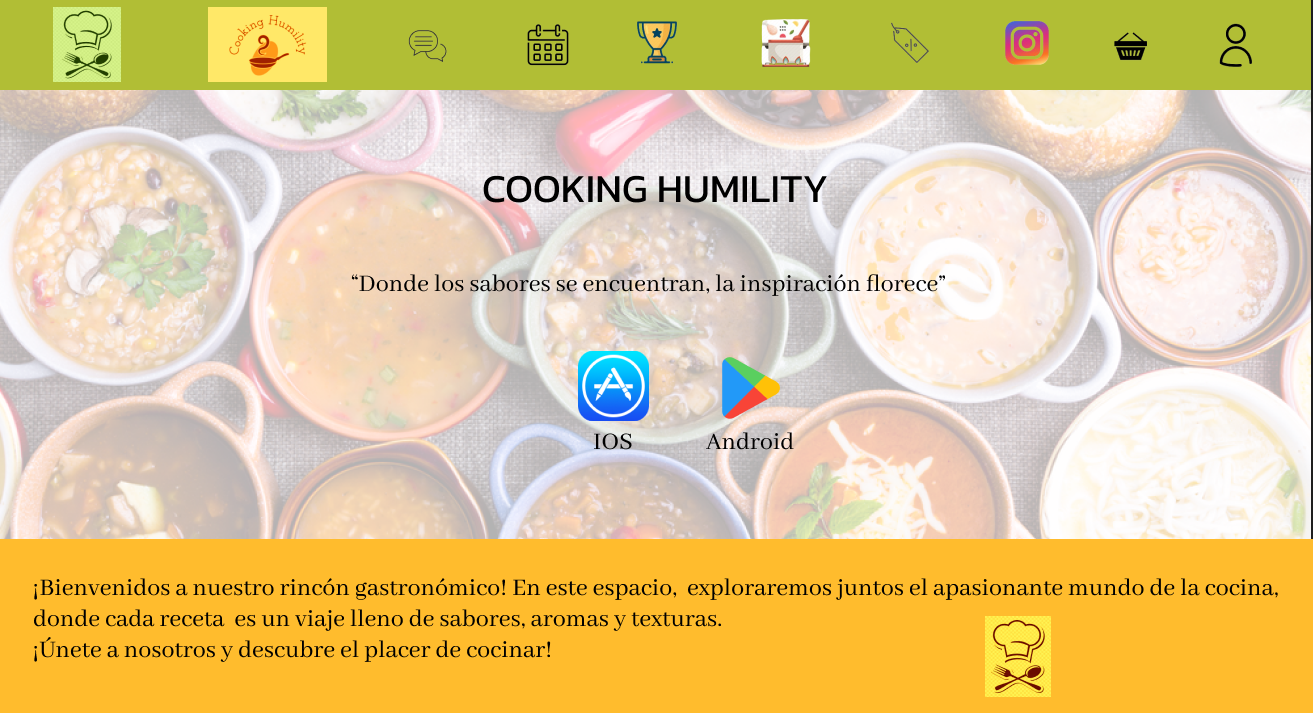 Cooking Humility
COOKING HUMILITY
“Donde los sabores se encuentran, la inspiración florece”
IOS
Android
¡Bienvenidos a nuestro rincón gastronómico! En este espacio, exploraremos juntos el apasionante mundo de la cocina,
donde cada receta es un viaje lleno de sabores, aromas y texturas.
¡Únete a nosotros y descubre el placer de cocinar!